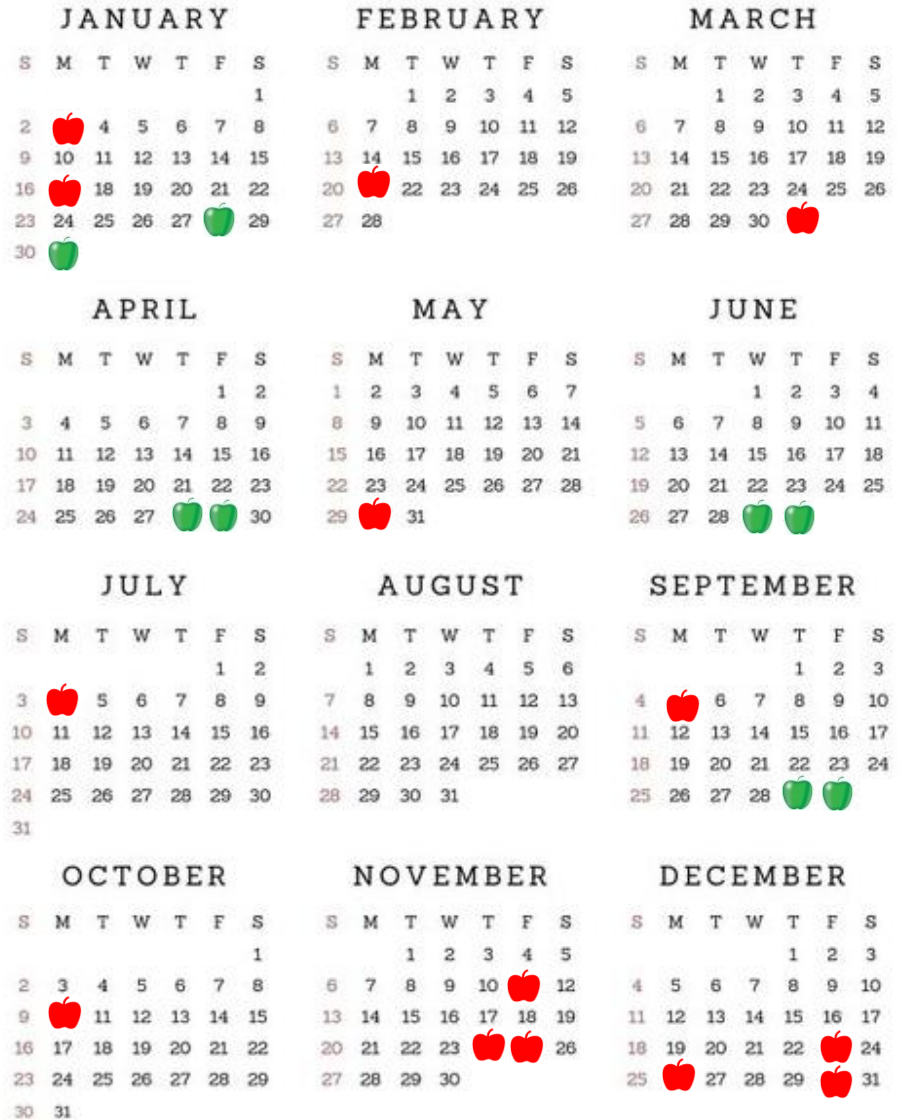 JANUARY
S M T W T F S
1
2 4 5 6 7 8
9 10 11 12 13 14 15
16 18 19 20 21 22
23 24 25 26 27 29
30
FEBRUARY
S M T W T F S
1 2 3 4 5
6 7 8 9 10 11 12
13 14 15 16 17 18 19
20 22 23 24 25 26
27 28
MARCH
S M T W T F S
1 2 3 4 5
6 7 8 9 10 11 12
13 14 15 16 17 18 19
20 21 22 23 24 25 26
27 28 29 30
APRIL
S M T W T F S
1 2
3 4 5 6 7 8 9
10 11 12 13 14 15 16
17 18 19 20 21 22 23
24 25 26 27 30
MAY
S M T W T F S
1 2 3 4 5 6 7
8 9 10 11 12 13 14
15 16 17 18 19 20 21
22 23 24 25 26 27 28
29 31
JUNE
S M T W T F S
1 2 3 4
5 6 7 8 9 10 11
12 13 14 15 16 17 18
19 20 21 22 23 24 25
26 27 28
JULY
S M T W T F S
1 2
3 5 6 7 8 9
10 11 12 13 14 15 16
17 18 19 20 21 22 23
24 25 26 27 28 29 30
31
AUGUST
S M T W T F S
1 2 3 4 5 6
7 8 9 10 11 12 13
14 15 16 17 18 19 20
21 22 23 24 25 26 27
28 29 30 31
SEPTEMBER
S M T W T F S
1 2 3
4 6 7 8 9 10
11 12 13 14 15 16 17
18 19 20 21 22 23 24
25 26 27 28
OCTOBER
S M T W T F S
1
2 3 4 5 6 7 8
9 11 12 13 14 15
16 17 18 19 20 21 22
23 24 25 26 27 28 29
30 31
NOVEMBER
S M T W T F S
1 2 3 4 5
6 7 8 9 10 12
13 14 15 16 17 18 19
20 21 22 23 26
27 28 29 30
DECEMBER
S M T W T F S
1 2 3
4 5 6 7 8 9 10
11 12 13 14 15 16 17
18 19 20 21 22 24
25 27 28 29 31